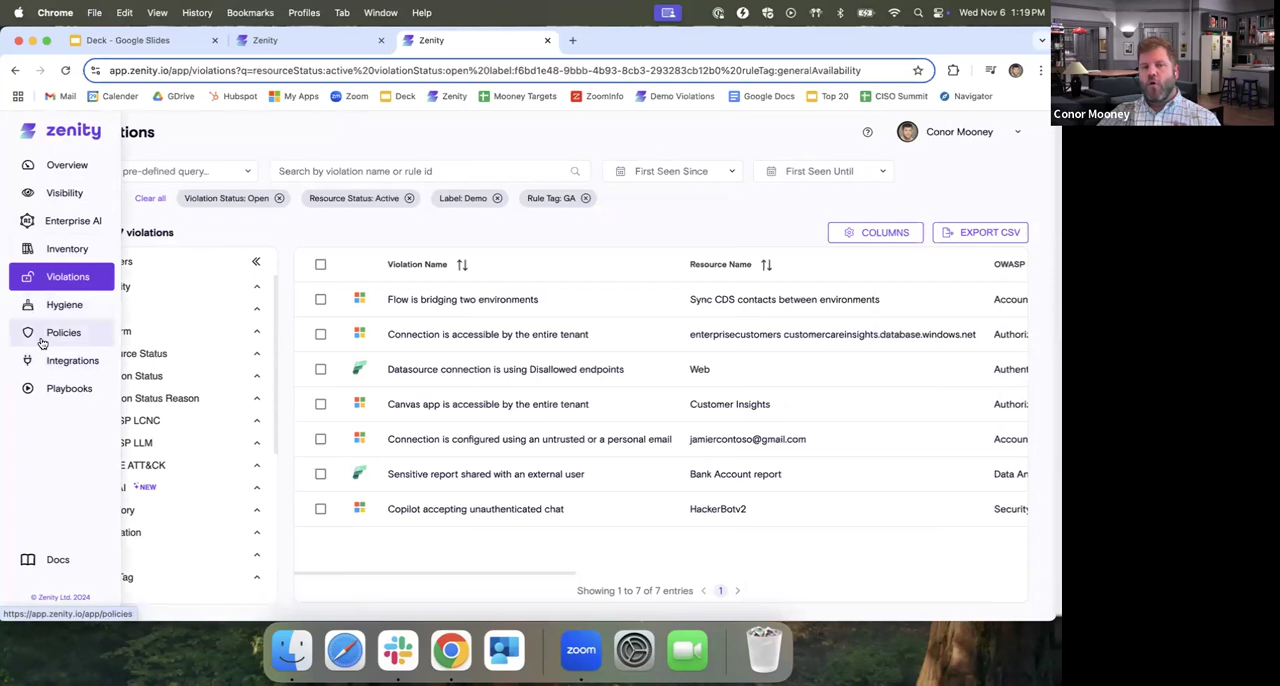 Chrome File Edit View History Bookmarks Profiles Tab Window Help Wed Nov 6 1:19 PM
Deck - Google Slides Zenity Zenity
app.zenity.io/app/violations?q=resourceStatus:active%20violationStatus:open%20label:f6bd1e48-9bbb-4b93-8cb3-293283cb12b0%20ruleTag:generalAvailability
Mail Calendar GDrive Hubspot My Apps Zoom Deck Zenity Mooney Targets ZoomInfo Demo Violations Google Docs Top 20 CISO Summit Navigator
Conor Mooney
zenity
tions
Conor Mooney
Overview
Visibility
Enterprise AI
Inventory
Violations
Hygiene
Policies
Integrations
Playbooks
Docs
© Zenity Ltd. 2024
https://app.zenity.io/app/policies
pre-defined query... Search by violation name or rule id First Seen Since First Seen Until
Clear all Violation Status: Open Resource Status: Active Label: Demo Rule Tag: GA
7 violations COLUMNS EXPORT CSV
ers
ity
rm
urce Status
ion Status
on Status Reason
SP LCNC
SP LLM
E ATT&CK
AI NEW
ory
ation
Tag
Violation Name Resource Name OWASP
Flow is bridging two environments Sync CDS contacts between environments Accoun
Connection is accessible by the entire tenant enterprisecustomers customercareinsights.database.windows.net Authoriz
Datasource connection is using Disallowed endpoints Web Authent
Canvas app is accessible by the entire tenant Customer Insights Authoriz
Connection is configured using an untrusted or a personal email jamiercontoso@gmail.com Accoun
Sensitive report shared with an external user Bank Account report Data An
Copilot accepting unauthenticated chat HackerBotv2 Security
Showing 1 to 7 of 7 entries 1
zoom